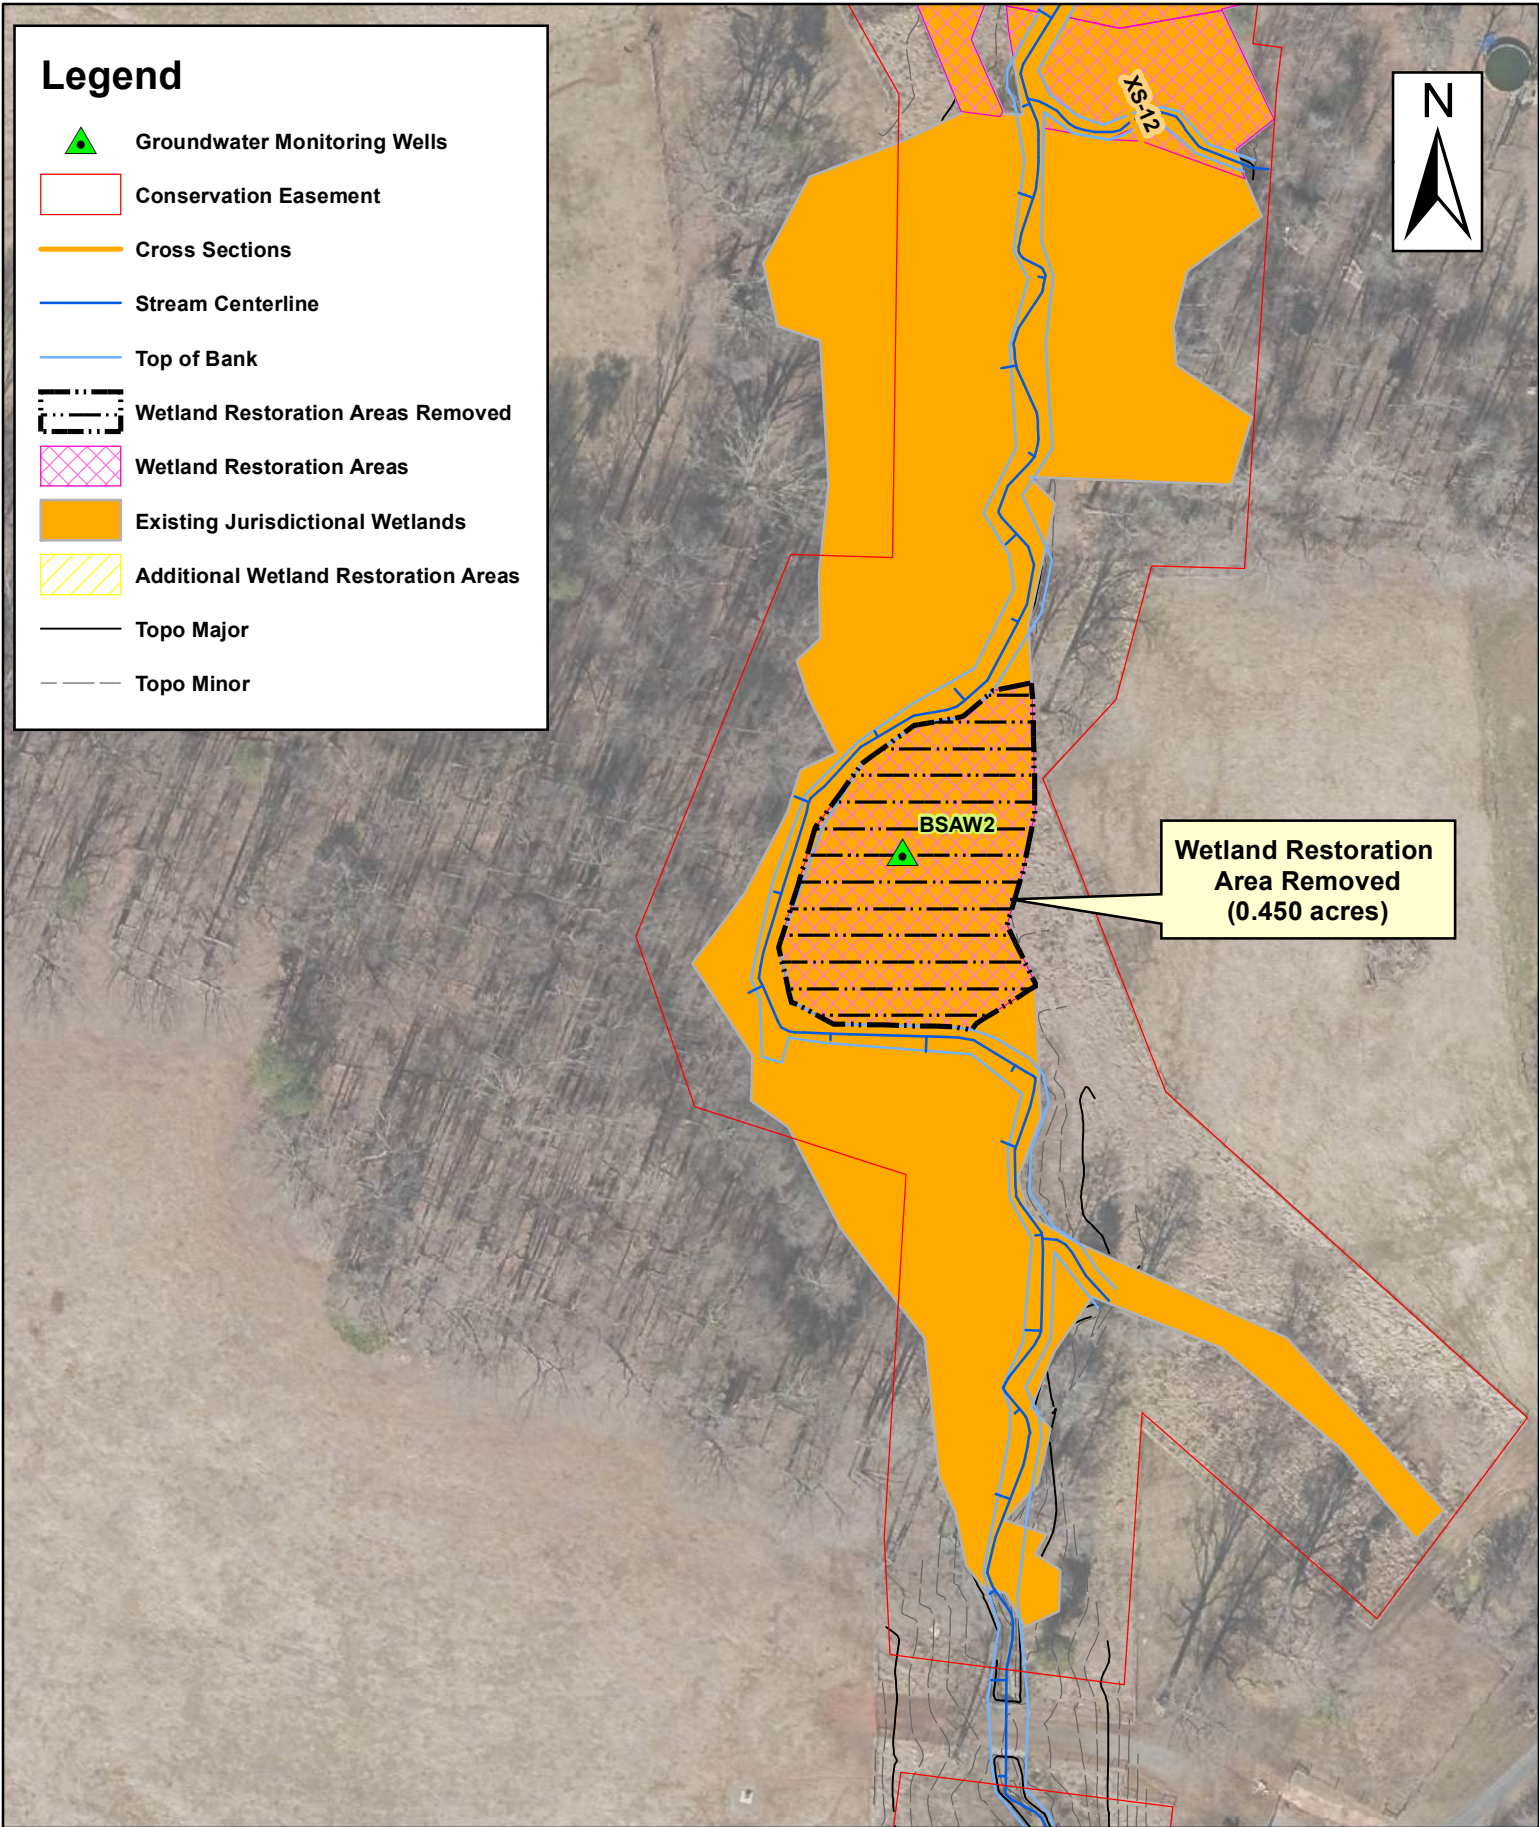 Legend
Groundwater Monitoring Wells
Conservation Easement
Cross Sections
Stream Centerline
Top of Bank
Wetland Restoration Areas Removed
Wetland Restoration Areas
Existing Jurisdictional Wetlands
Additional Wetland Restoration Areas
Topo Major
Topo Minor
XS-12
N
BSAW2
Wetland Restoration
Area Removed
(0.450 acres)